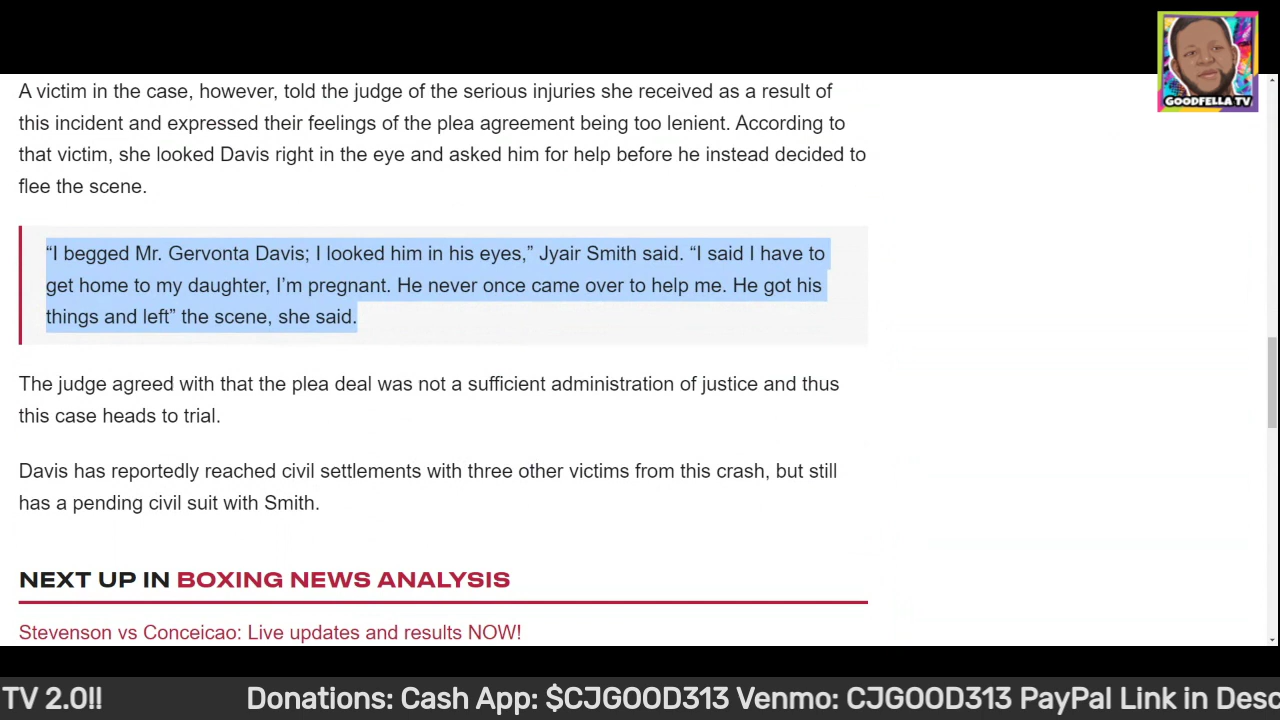 GOODFELLA TV
A victim in the case, however, told the judge of the serious injuries she received as a result of
this incident and expressed their feelings of the plea agreement being too lenient. According to
that victim, she looked Davis right in the eye and asked him for help before he instead decided to
flee the scene.
“I begged Mr. Gervonta Davis; I looked him in his eyes,” Jyair Smith said. “I said I have to
get home to my daughter, I’m pregnant. He never once came over to help me. He got his
things and left” the scene, she said.
The judge agreed with that the plea deal was not a sufficient administration of justice and thus
this case heads to trial.
Davis has reportedly reached civil settlements with three other victims from this crash, but still
has a pending civil suit with Smith.
NEXT UP IN BOXING NEWS ANALYSIS
Stevenson vs Conceicao: Live updates and results NOW!
TV 2.0!! Donations: Cash App: $CJGOOD313 Venmo: CJGOOD313 PayPal Link in Desc